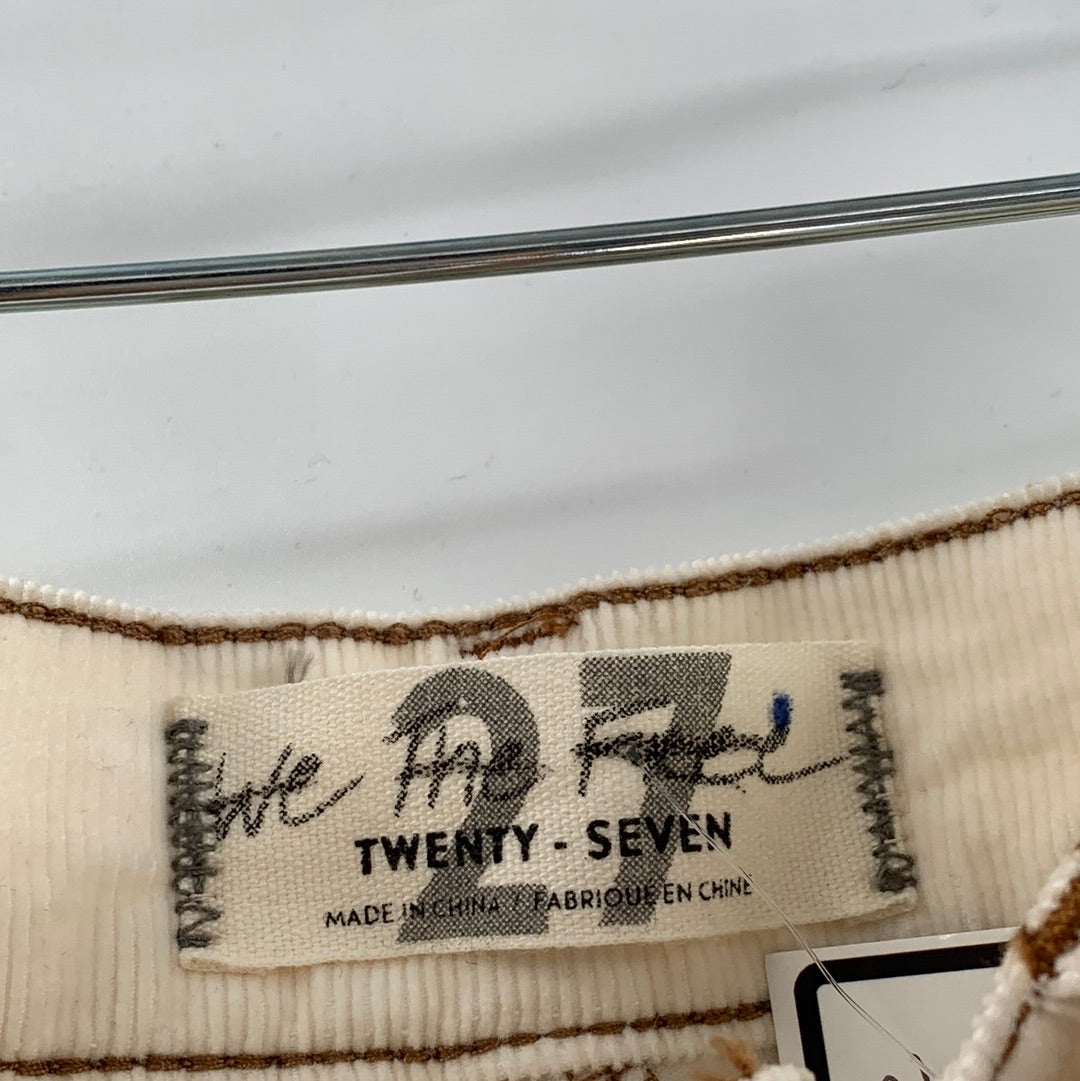 27
We The Free
TWENTY - SEVEN
MADE IN CHINA / FABRIQUE EN CHINE